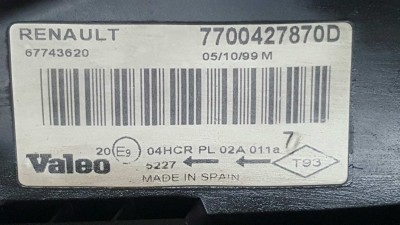 RENAULT 7700427870D
67743620 05/10/99 M
7
20 E9 04HCR PL 02A 011a
Valeo 5227 ← ← T93
MADE IN SPAIN